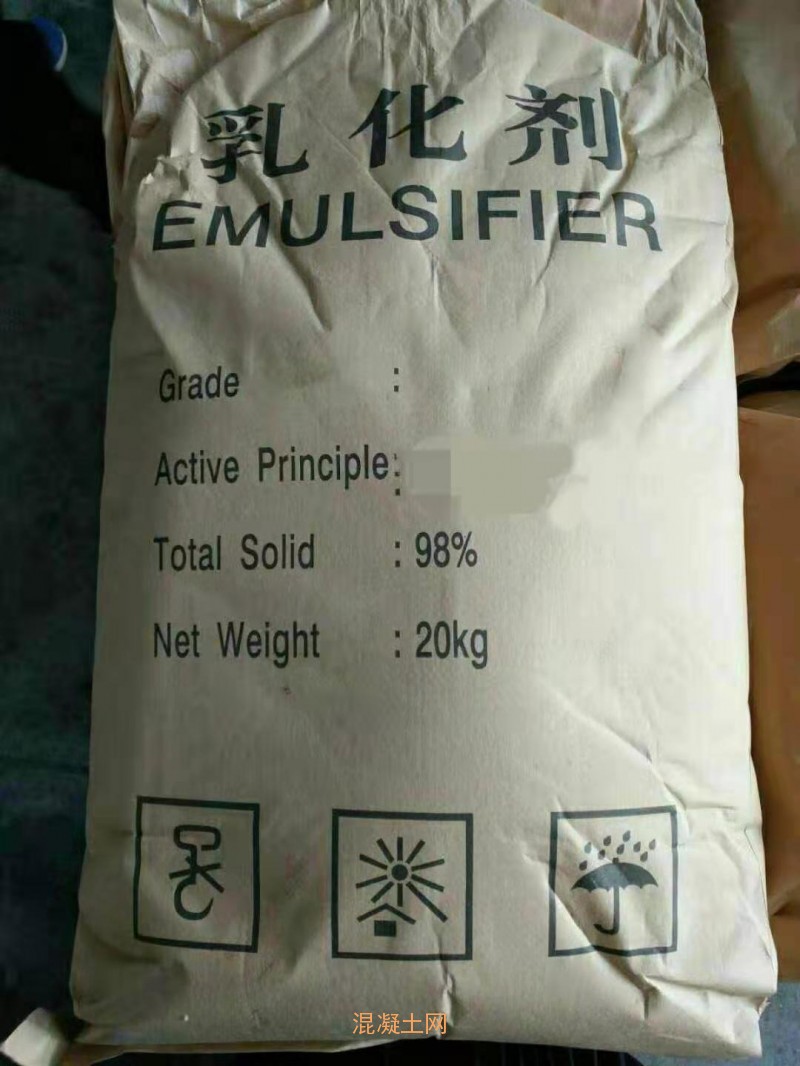 乳化剂
EMULSIFIER
Grade :
Active Principle:
:
Total Solid : 98%
Net Weight : 20kg
混凝土网